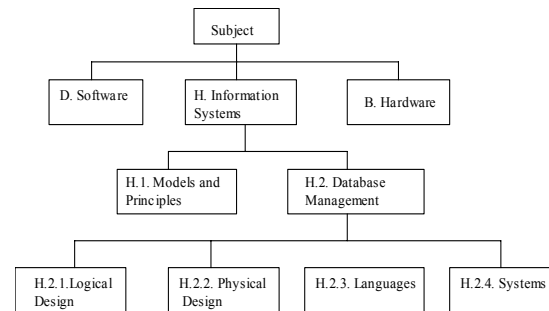 Subject
D. Software
H. Information
Systems
B. Hardware
H.1. Models and
Principles
H.2. Database
Management
H.2.1.Logical
Design
H.2.2. Physical
Design
H.2.3. Languages
H.2.4. Systems